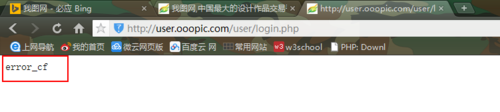 我图网 - 必应 Bing
我图网,中国最大的设计作品交易
http://user.ooopic.com/user/l
http://user.ooopic.com/user/login.php
上网导航 我的首页 微云网页版 百度云 网 常用网站 w3school PHP: Downl
error_cf